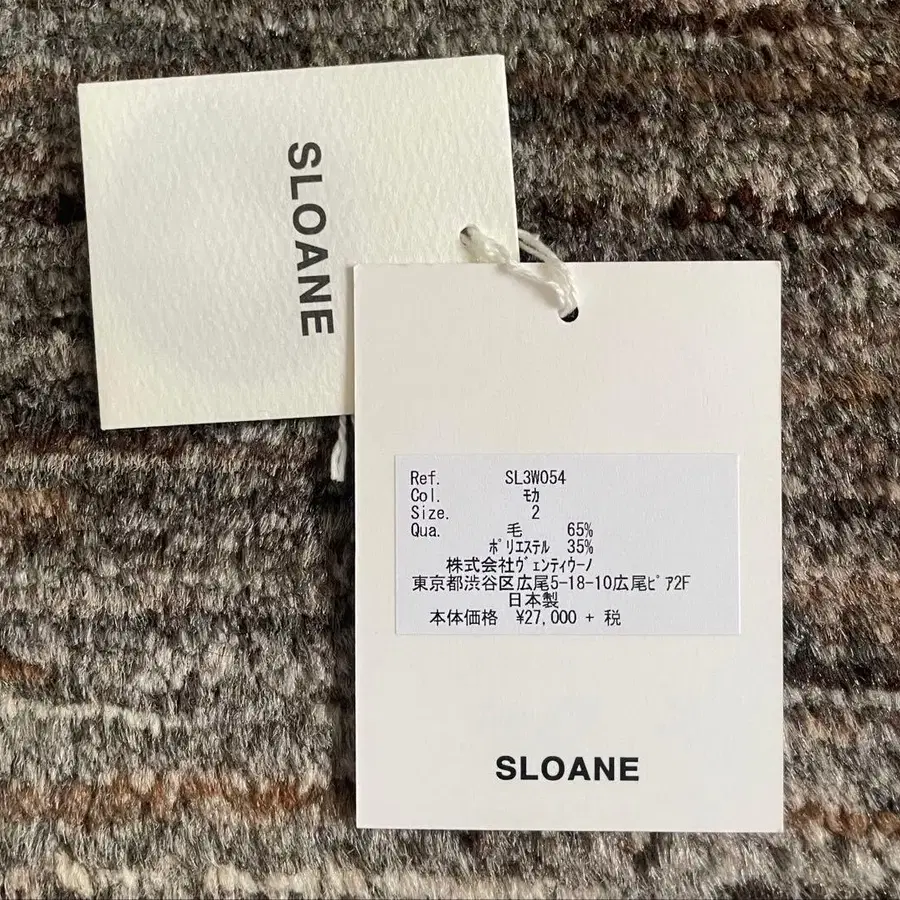 SLOANE
Ref. SL3W054
Col. ﾓｶ
Size. 2
Qua. 毛 65%
ﾎﾟﾘｴｽﾃﾙ 35%
株式会社ヴェンティウーノ
東京都渋谷区広尾5-18-10広尾ﾋﾟｱ2F
日本製
本体価格 ¥27,000 + 税
SLOANE